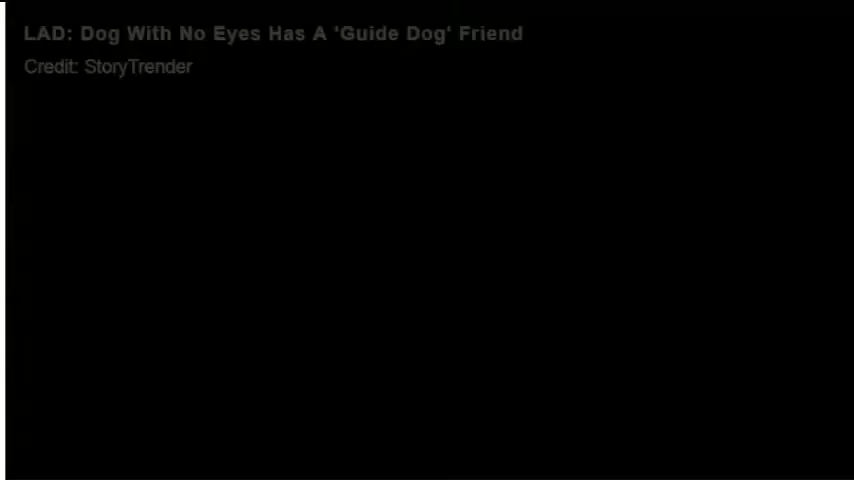 LAD: Dog With No Eyes Has A 'Guide Dog' Friend
Credit: StoryTrender